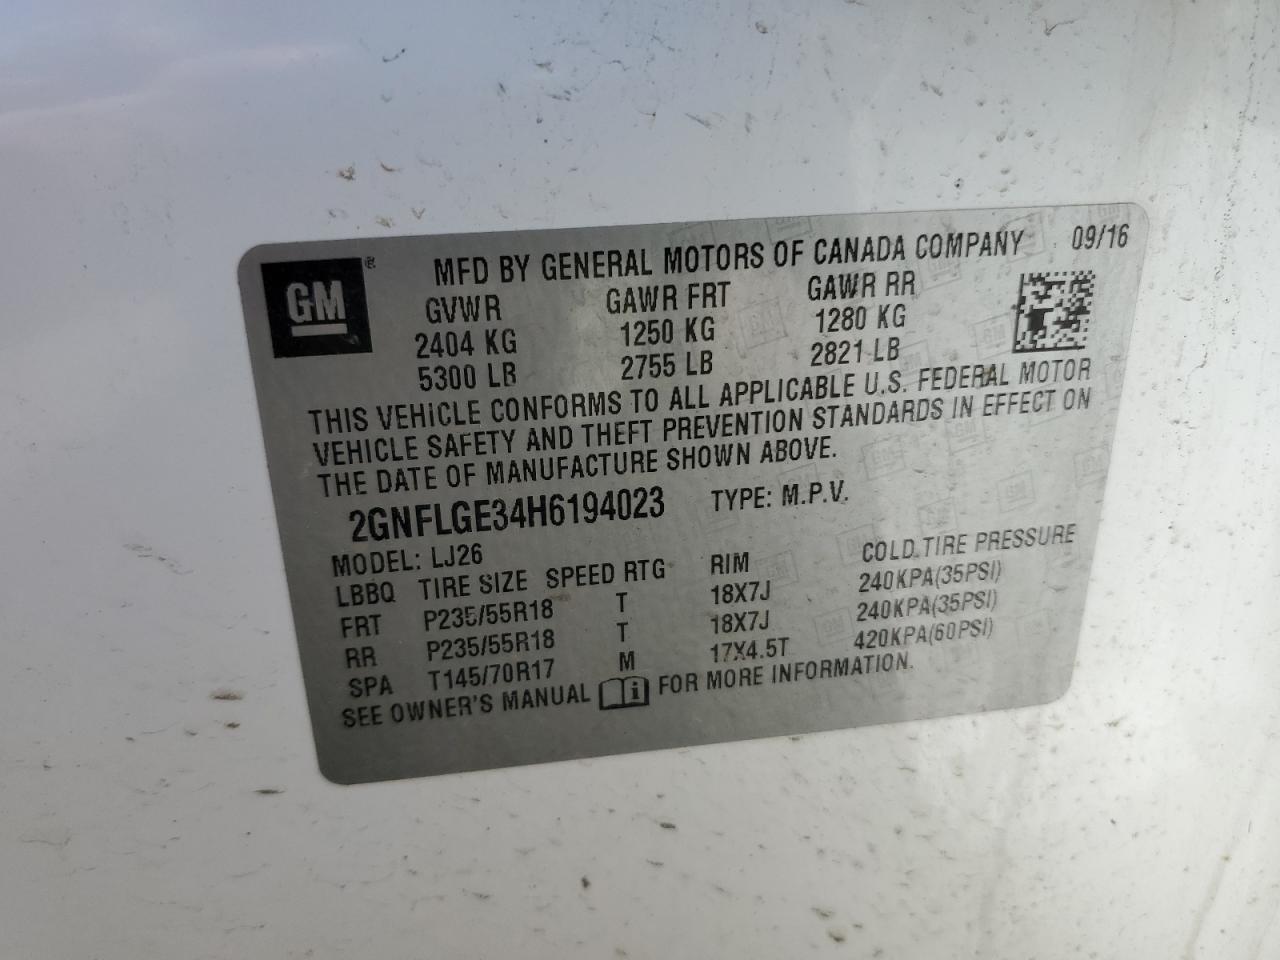 GM ®
MFD BY GENERAL MOTORS OF CANADA COMPANY 09/16
GVWR GAWR FRT GAWR RR
2404 KG 1250 KG 1280 KG
5300 LB 2755 LB 2821 LB
THIS VEHICLE CONFORMS TO ALL APPLICABLE U.S. FEDERAL MOTOR
VEHICLE SAFETY AND THEFT PREVENTION STANDARDS IN EFFECT ON
THE DATE OF MANUFACTURE SHOWN ABOVE.
2GNFLGE34H6194023 TYPE: M.P.V.
MODEL: LJ26
LBBQ TIRE SIZE SPEED RTG RIM COLD TIRE PRESSURE
FRT P235/55R18 T 18X7J 240KPA(35PSI)
RR P235/55R18 T 18X7J 240KPA(35PSI)
SPA T145/70R17 M 17X4.5T 420KPA(60PSI)
SEE OWNER'S MANUAL i FOR MORE INFORMATION.